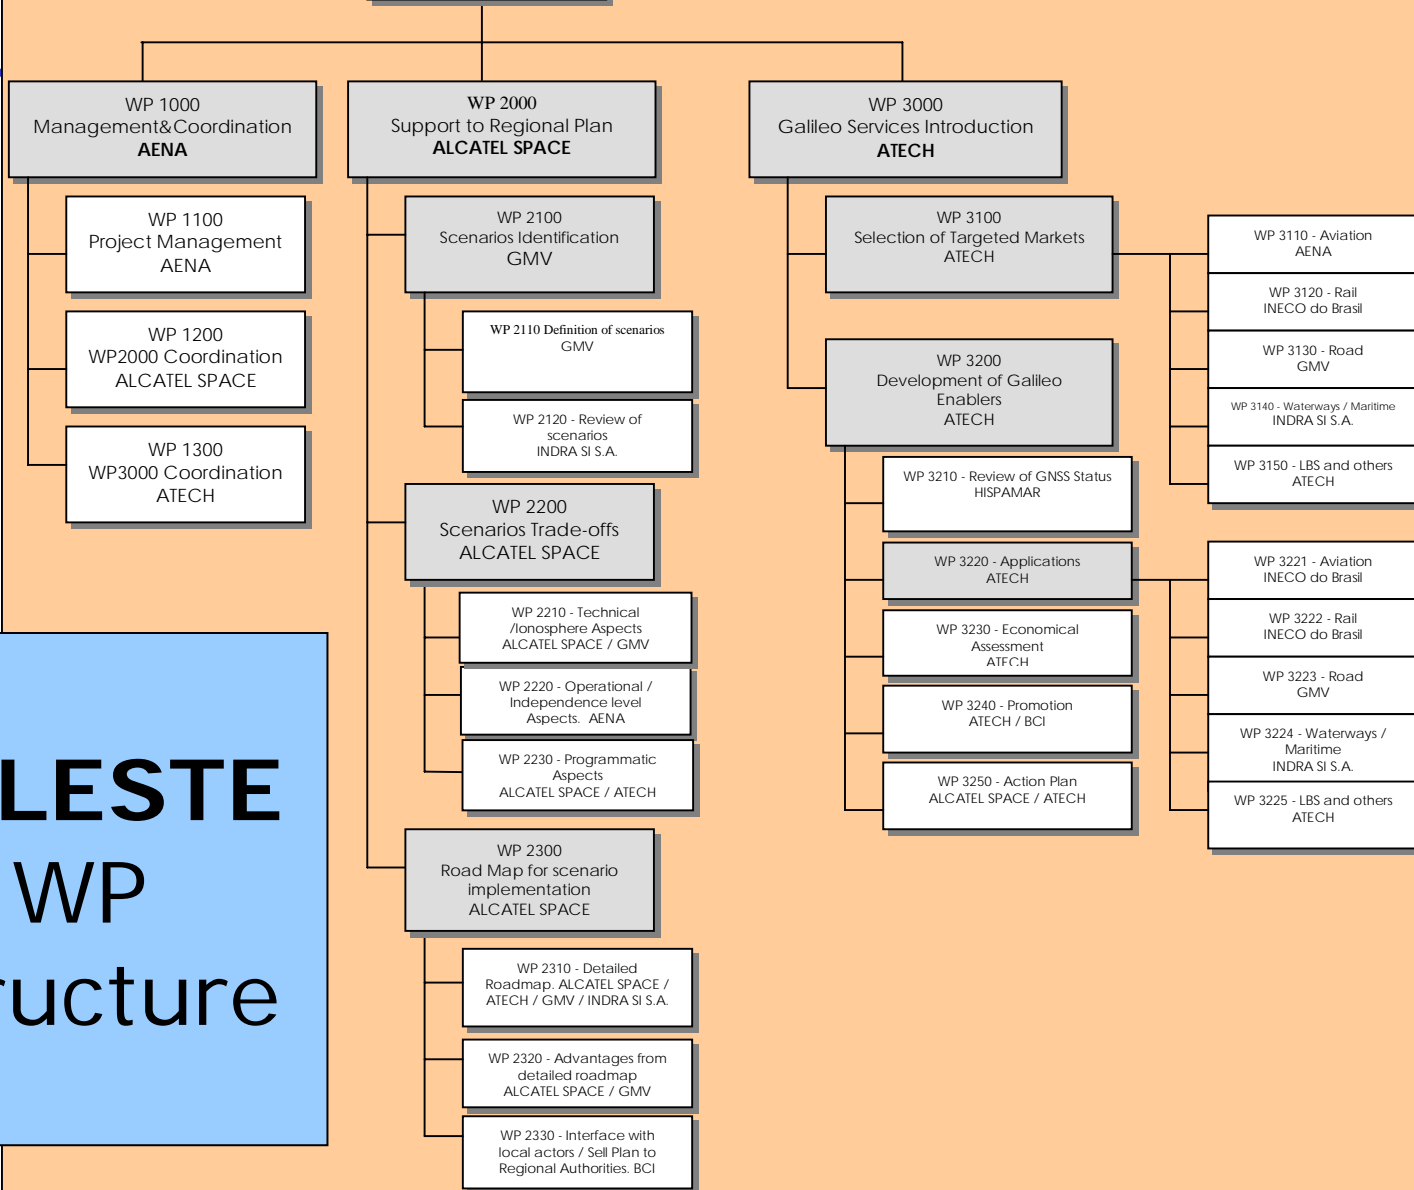 WP 1000
Management&Coordination
AENA
WP 1100
Project Management
AENA
WP 1200
WP2000 Coordination
ALCATEL SPACE
WP 1300
WP3000 Coordination
ATECH
WP 2000
Support to Regional Plan
ALCATEL SPACE
WP 2100
Scenarios Identification
GMV
WP 2110 Definition of scenarios
GMV
WP 2120 - Review of
scenarios
INDRA SI S.A.
WP 2200
Scenarios Trade-offs
ALCATEL SPACE
WP 2210 - Technical
/Ionosphere Aspects
ALCATEL SPACE / GMV
WP 2220 - Operational /
Independence level
Aspects. AENA
WP 2230 - Programmatic
Aspects
ALCATEL SPACE / ATECH
WP 2300
Road Map for scenario
implementation
ALCATEL SPACE
WP 2310 - Detailed
Roadmap. ALCATEL SPACE /
ATECH / GMV / INDRA SI S.A.
WP 2320 - Advantages from
detailed roadmap
ALCATEL SPACE / GMV
WP 2330 - Interface with
local actors / Sell Plan to
Regional Authorities. BCI
WP 3000
Galileo Services Introduction
ATECH
WP 3100
Selection of Targeted Markets
ATECH
WP 3110 - Aviation
AENA
WP 3120 - Rail
INECO do Brasil
WP 3130 - Road
GMV
WP 3140 - Waterways / Maritime
INDRA SI S.A.
WP 3150 - LBS and others
ATECH
WP 3200
Development of Galileo
Enablers
ATECH
WP 3210 - Review of GNSS Status
HISPAMAR
WP 3220 - Applications
ATECH
WP 3221 - Aviation
INECO do Brasil
WP 3222 - Rail
INECO do Brasil
WP 3223 - Road
GMV
WP 3224 - Waterways /
Maritime
INDRA SI S.A.
WP 3225 - LBS and others
ATECH
WP 3230 - Economical
Assessment
ATECH
WP 3240 - Promotion
ATECH / BCI
WP 3250 - Action Plan
ALCATEL SPACE / ATECH
LESTE
WP
ructure